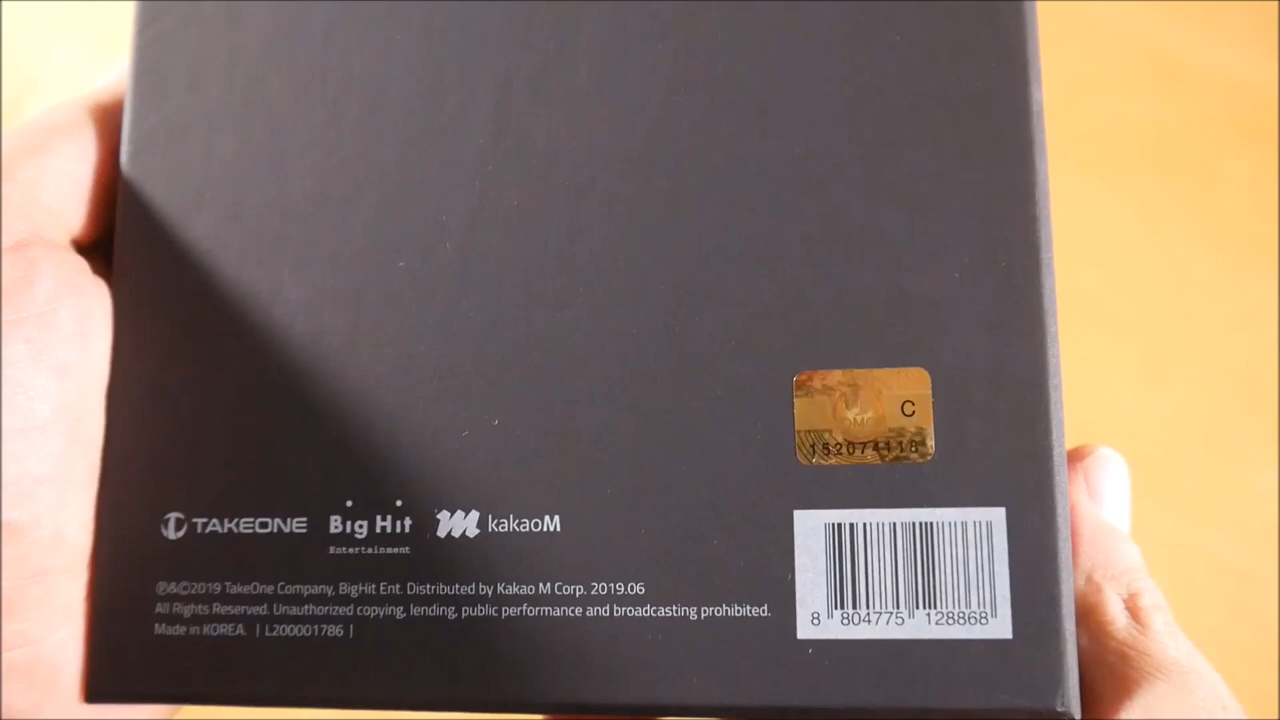 C
152074118
TAKEONE
Big Hit
Entertainment
kakaoM
℗&©2019 TakeOne Company, BigHit Ent. Distributed by Kakao M Corp. 2019.06
All Rights Reserved. Unauthorized copying, lending, public performance and broadcasting prohibited.
Made in KOREA. | L200001786 |
8 804775 128868